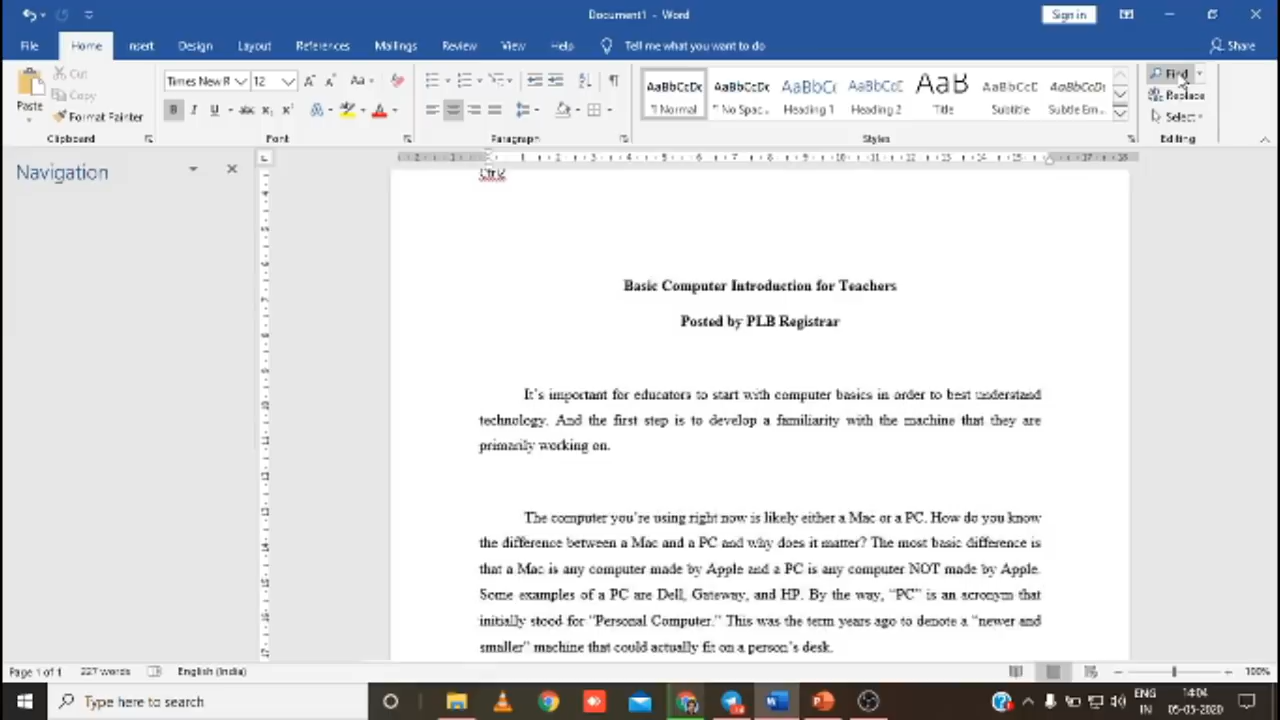 Document1 - Word
Sign in
File Home Insert Design Layout References Mailings Review View Help Tell me what you want to do Share
Paste
Cut
Copy
Format Painter
Clipboard
Times New R 12
Font
Paragraph
AaBbCcDc AaBbCcDc AaBbC AaBbCc AaB AaBbCcD AaBbCcDt
¶ Normal ¶ No Spac... Heading 1 Heading 2 Title Subtitle Subtle Em...
Styles
Find
Replace
Select
Editing
Navigation
Basic Computer Introduction for Teachers
Posted by PLB Registrar
It’s important for educators to start with computer basics in order to best understand
technology. And the first step is to develop a familiarity with the machine that they are
primarily working on.
The computer you’re using right now is likely either a Mac or a PC. How do you know
the difference between a Mac and a PC and why does it matter? The most basic difference is
that a Mac is any computer made by Apple and a PC is any computer NOT made by Apple.
Some examples of a PC are Dell, Gateway, and HP. By the way, “PC” is an acronym that
initially stood for “Personal Computer.” This was the term years ago to denote a “newer and
smaller” machine that could actually fit on a person’s desk.
Page 1 of 1 227 words English (India) 100%
Type here to search
ENG
IN
14:04
05-05-2020